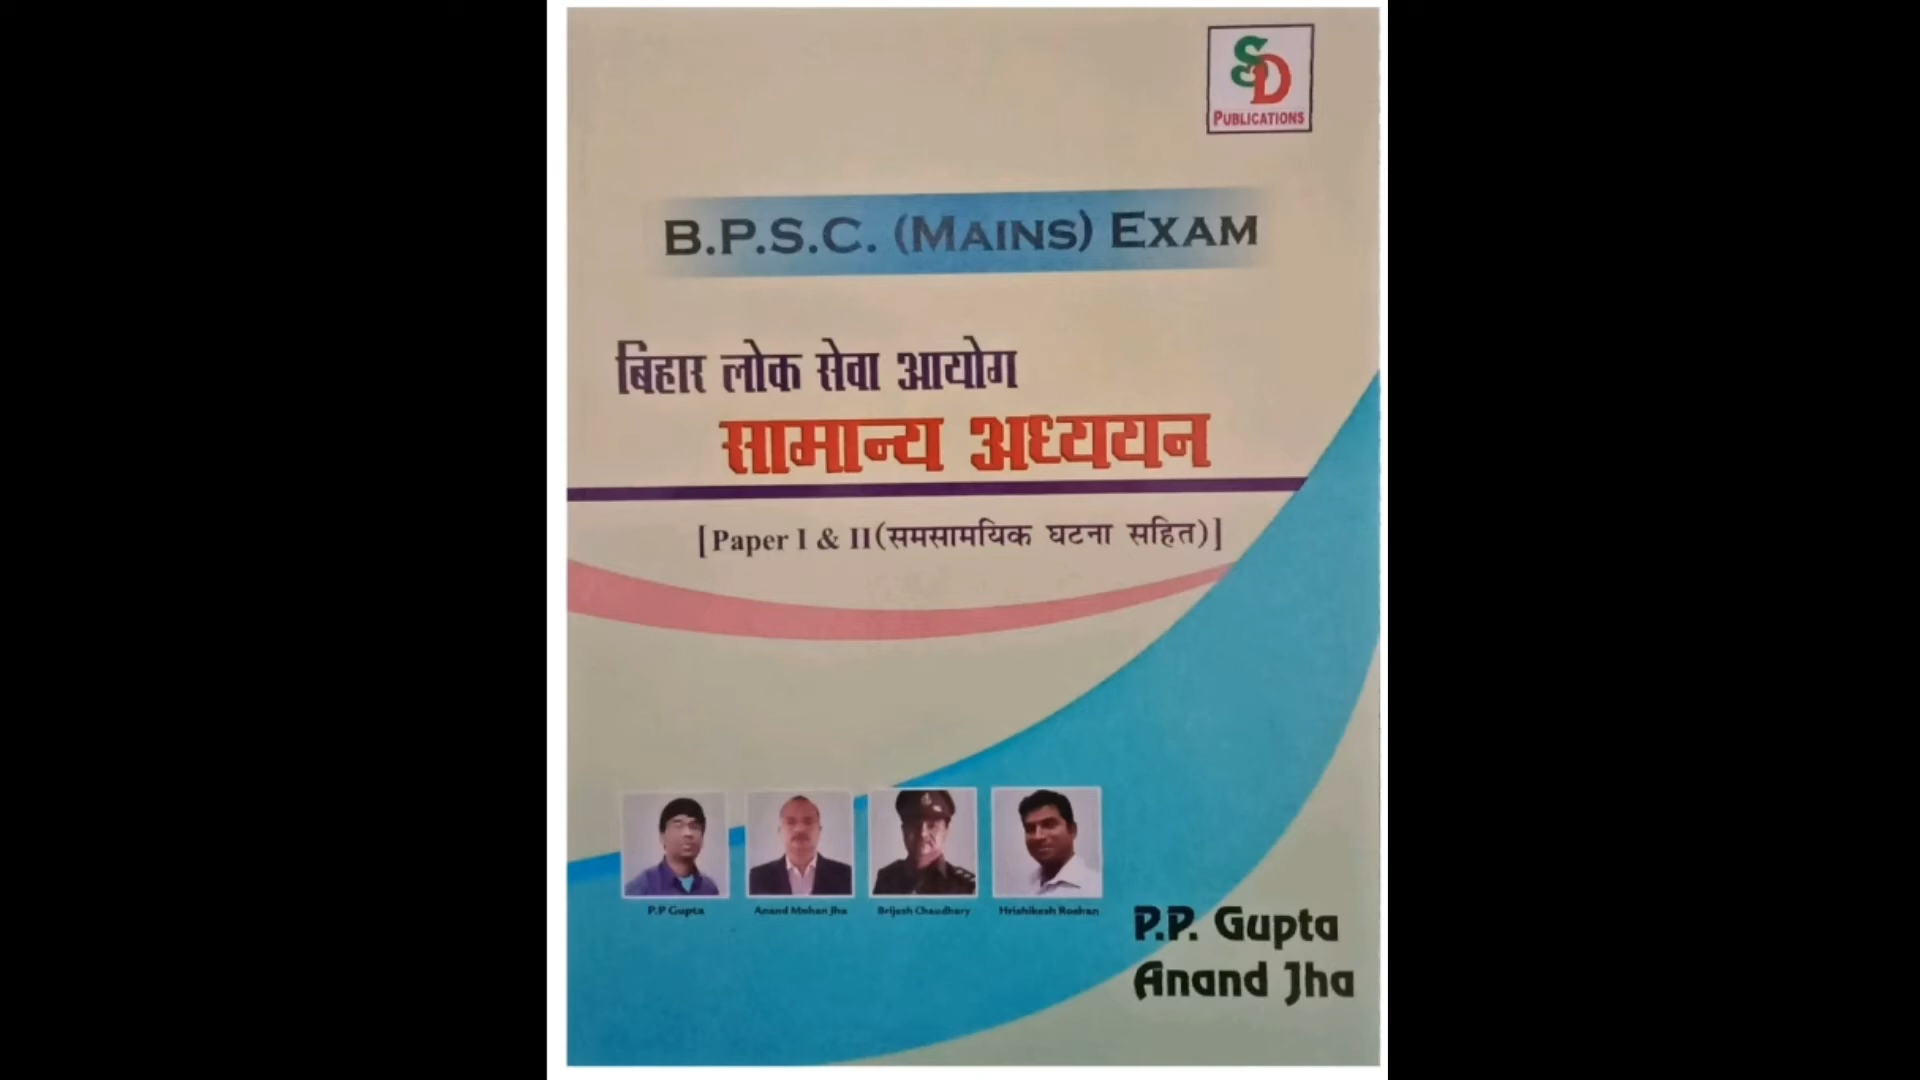 SD
PUBLICATIONS
B.P.S.C. (MAINS) EXAM
बिहार लोक सेवा आयोग
सामान्य अध्ययन
[Paper I & II(समसामयिक घटना सहित)]
P.P Gupta
Anand Mohan Jha
Brijesh Chaudhary
Hrishikesh Roshan
P.P. Gupta
Anand Jha